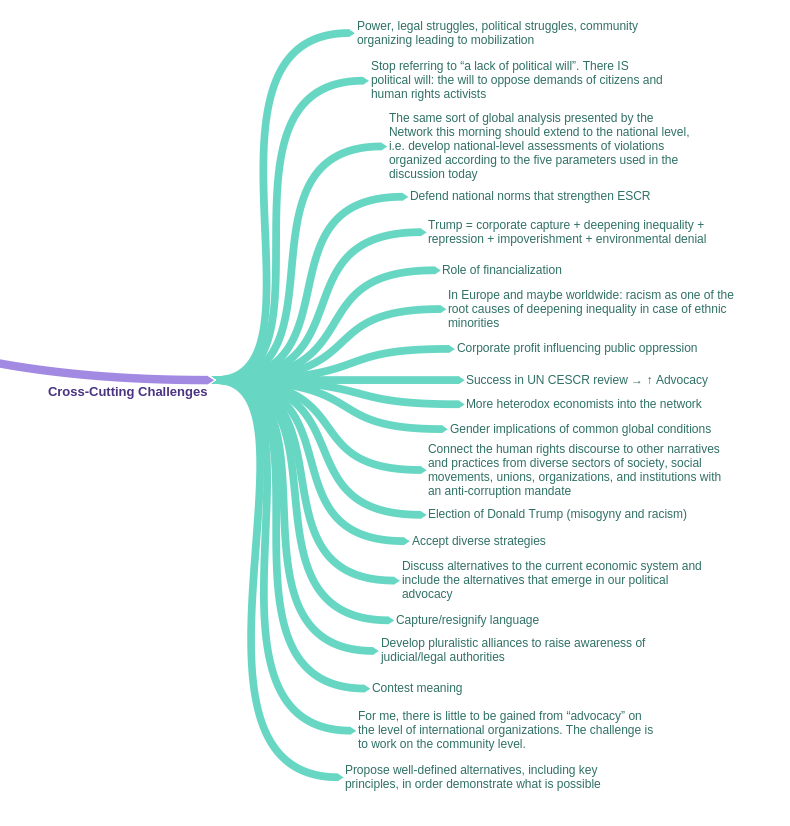 Power, legal struggles, political struggles, community
organizing leading to mobilization
Stop referring to “a lack of political will”. There IS
political will: the will to oppose demands of citizens and
human rights activists
The same sort of global analysis presented by the
Network this morning should extend to the national level,
i.e. develop national-level assessments of violations
organized according to the five parameters used in the
discussion today
Defend national norms that strengthen ESCR
Trump = corporate capture + deepening inequality +
repression + impoverishment + environmental denial
Role of financialization
In Europe and maybe worldwide: racism as one of the
root causes of deepening inequality in case of ethnic
minorities
Corporate profit influencing public oppression
Success in UN CESCR review → ↑ Advocacy
Cross-Cutting Challenges
More heterodox economists into the network
Gender implications of common global conditions
Connect the human rights discourse to other narratives
and practices from diverse sectors of society, social
movements, unions, organizations, and institutions with
an anti-corruption mandate
Election of Donald Trump (misogyny and racism)
Accept diverse strategies
Discuss alternatives to the current economic system and
include the alternatives that emerge in our political
advocacy
Capture/resignify language
Develop pluralistic alliances to raise awareness of
judicial/legal authorities
Contest meaning
For me, there is little to be gained from “advocacy” on
the level of international organizations. The challenge is
to work on the community level.
Propose well-defined alternatives, including key
principles, in order demonstrate what is possible